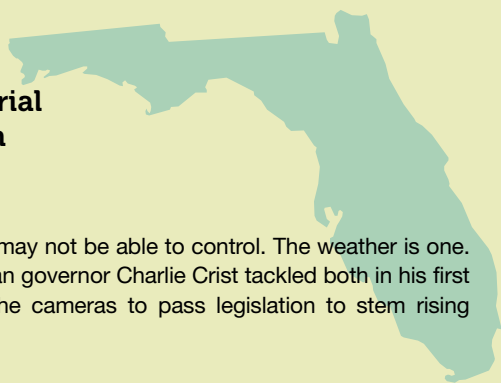 rial
a
may not be able to control. The weather is one.
an governor Charlie Crist tackled both in his first
he cameras to pass legislation to stem rising